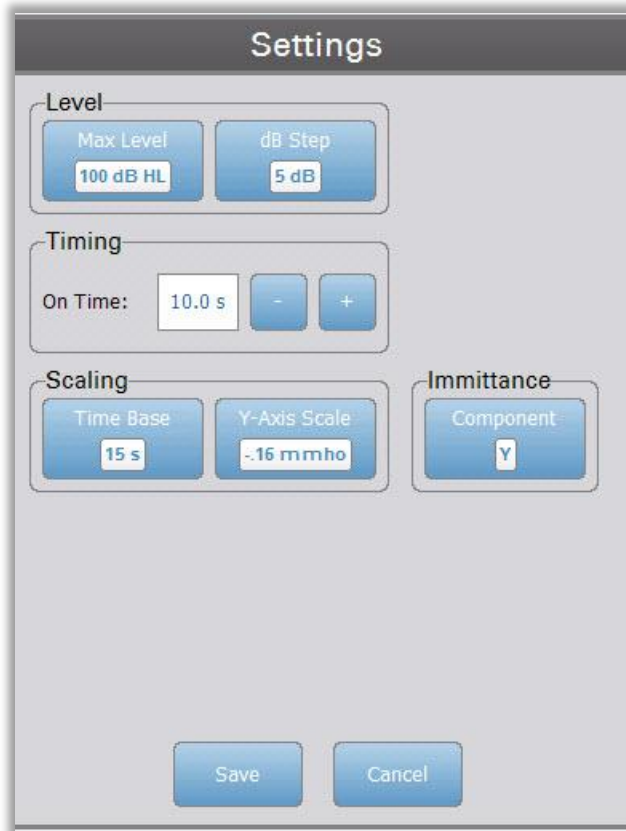 Settings
Level
Max Level
100 dB HL
dB Step
5 dB
Timing
On Time:
10.0 s
-
+
Scaling
Time Base
15 s
Y-Axis Scale
-.16 mmho
Immittance
Component
Y
Save
Cancel